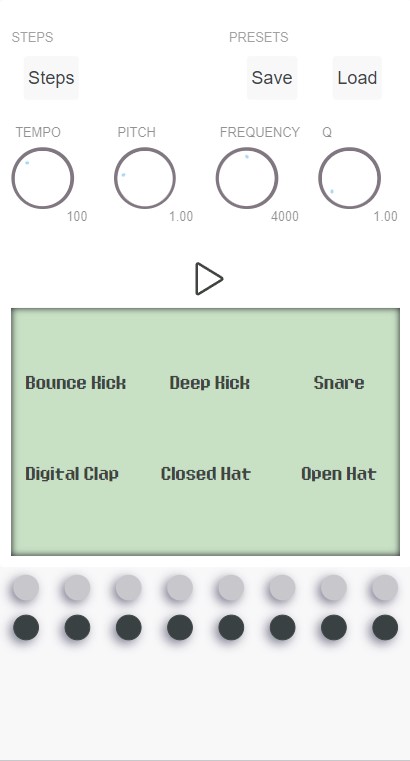 STEPS PRESETS
Steps Save Load
TEMPO PITCH FREQUENCY Q
100 1.00 4000 1.00
Bounce Kick Deep Kick Snare
Digital Clap Closed Hat Open Hat